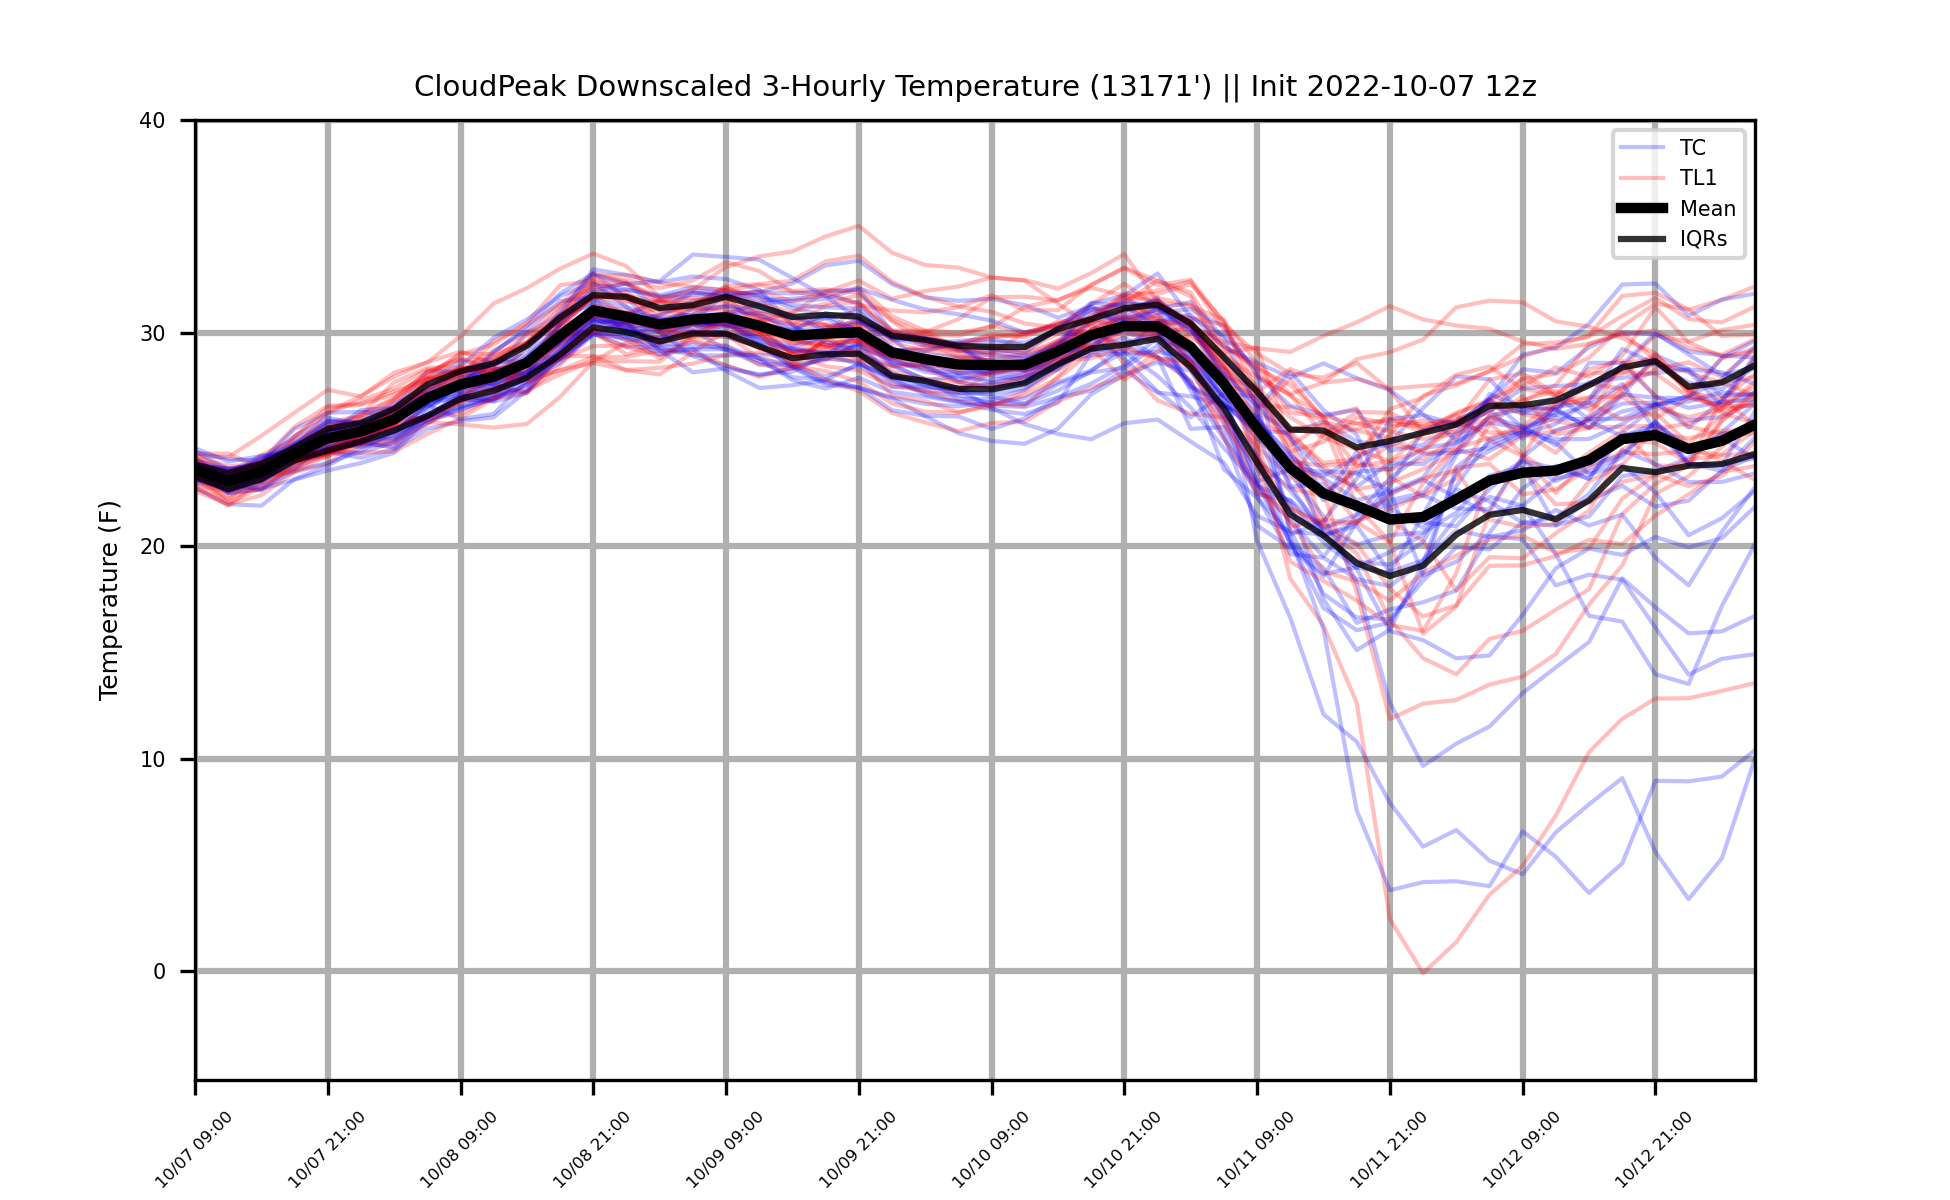 CloudPeak Downscaled 3-Hourly Temperature (13171') || Init 2022-10-07 12z
TC
TL1
Mean
IQRs
Temperature (F)
40
30
20
10
0
10/07 09:00
10/07 21:00
10/08 09:00
10/08 21:00
10/09 09:00
10/09 21:00
10/10 09:00
10/10 21:00
10/11 09:00
10/11 21:00
10/12 09:00
10/12 21:00